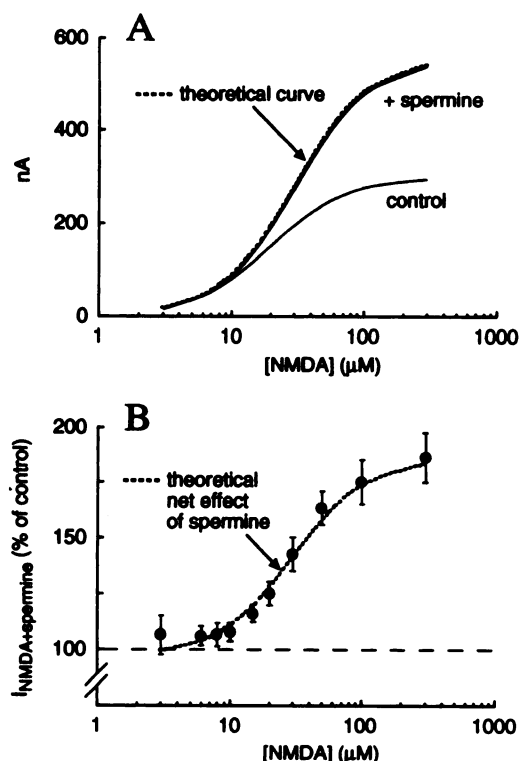 A
600
400
200
0
nA
theoretical curve
+ spermine
control
1
10
100
1000
[NMDA] (μM)
B
200
150
100
I NMDA+spermine (% of control)
theoretical
net effect
of spermine
1
10
100
1000
[NMDA] (μM)